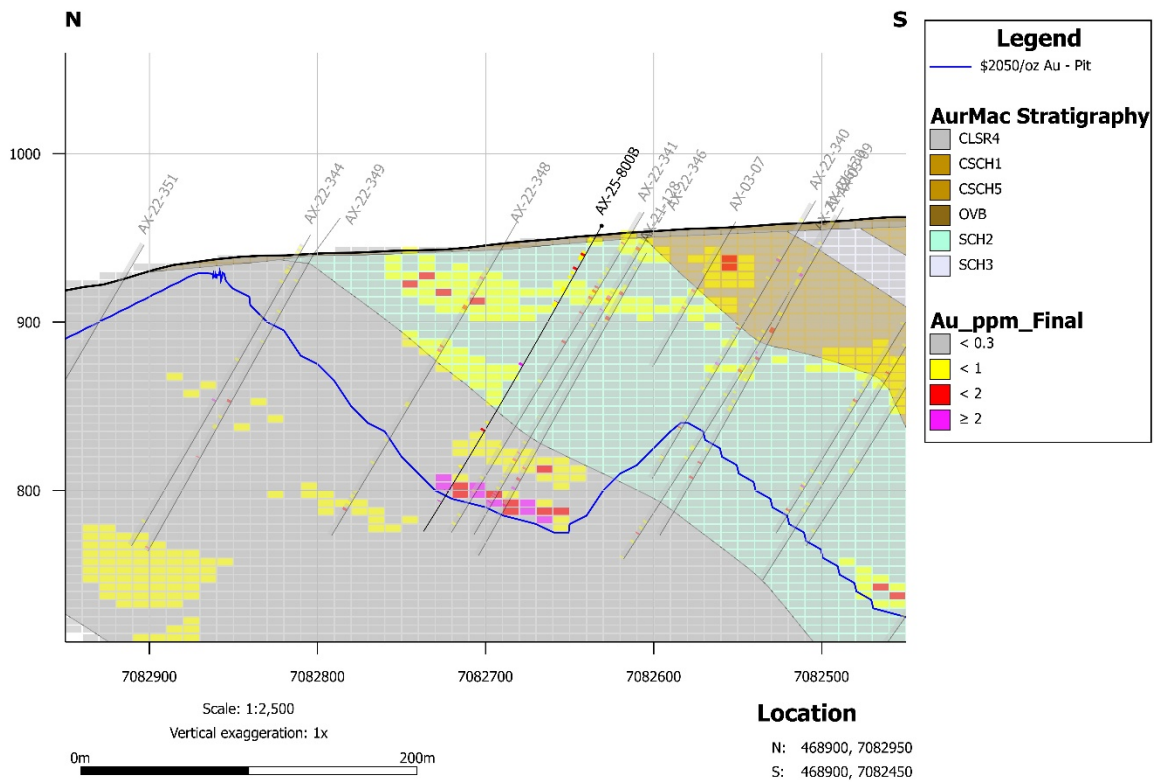 N
S
AX-22-351
AX-22-344
AX-22-349
AX-22-348
AX-25-800B
AX-22-341
AX-21-128
AX-22-346
AX-03-07
AX-22-340
1000
900
800
7082900
7082800
7082700
7082600
7082500
Scale: 1:2,500
Vertical exaggeration: 1x
0m
200m
Legend
$2050/oz Au - Pit
AurMac Stratigraphy
CLSR4
CSCH1
CSCH5
OVB
SCH2
SCH3
Au_ppm_Final
< 0.3
< 1
< 2
≥ 2
Location
N: 468900, 7082950
S: 468900, 7082450